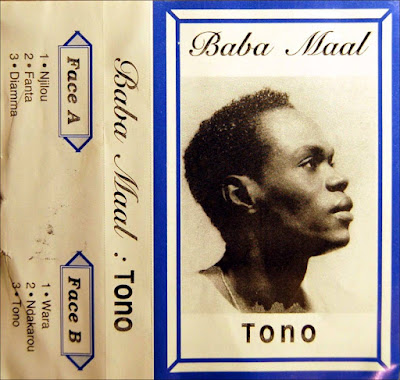 Baba Maal
Tono
Baba Maal : Tono
Face A
1 • Njilou
2 • Fanta
3 • Djamma
Face B
1 • Wara
2 • Ndakarou
3 • Tono